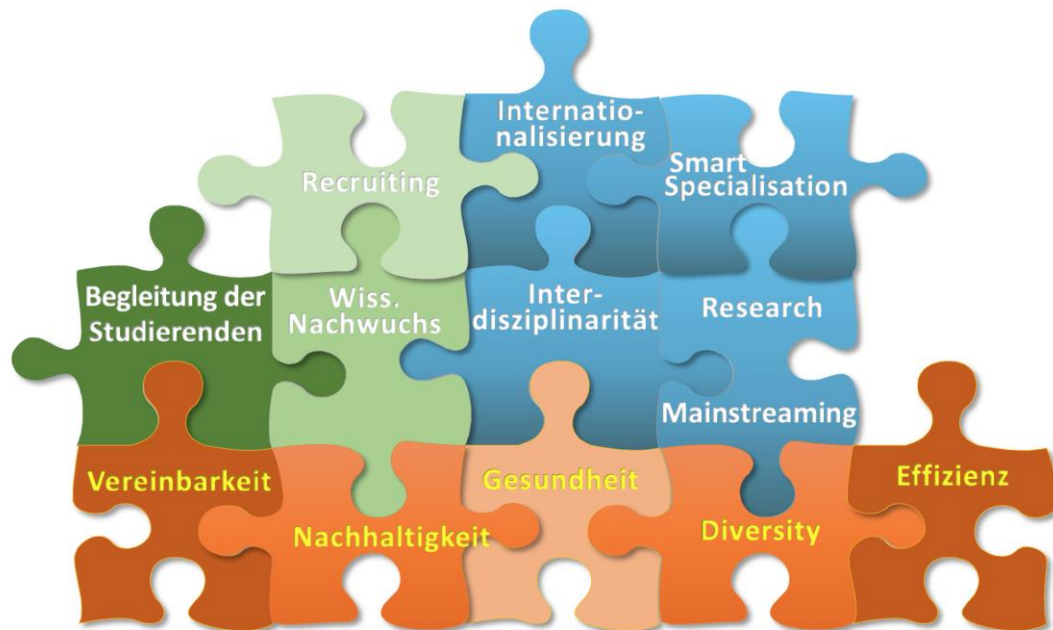 Internatio-
nalisierung
Recruiting
Smart
Specialisation
Begleitung der
Studierenden
Wiss.
Nachwuchs
Inter-
disziplinarität
Research
Mainstreaming
Vereinbarkeit
Nachhaltigkeit
Gesundheit
Diversity
Effizienz